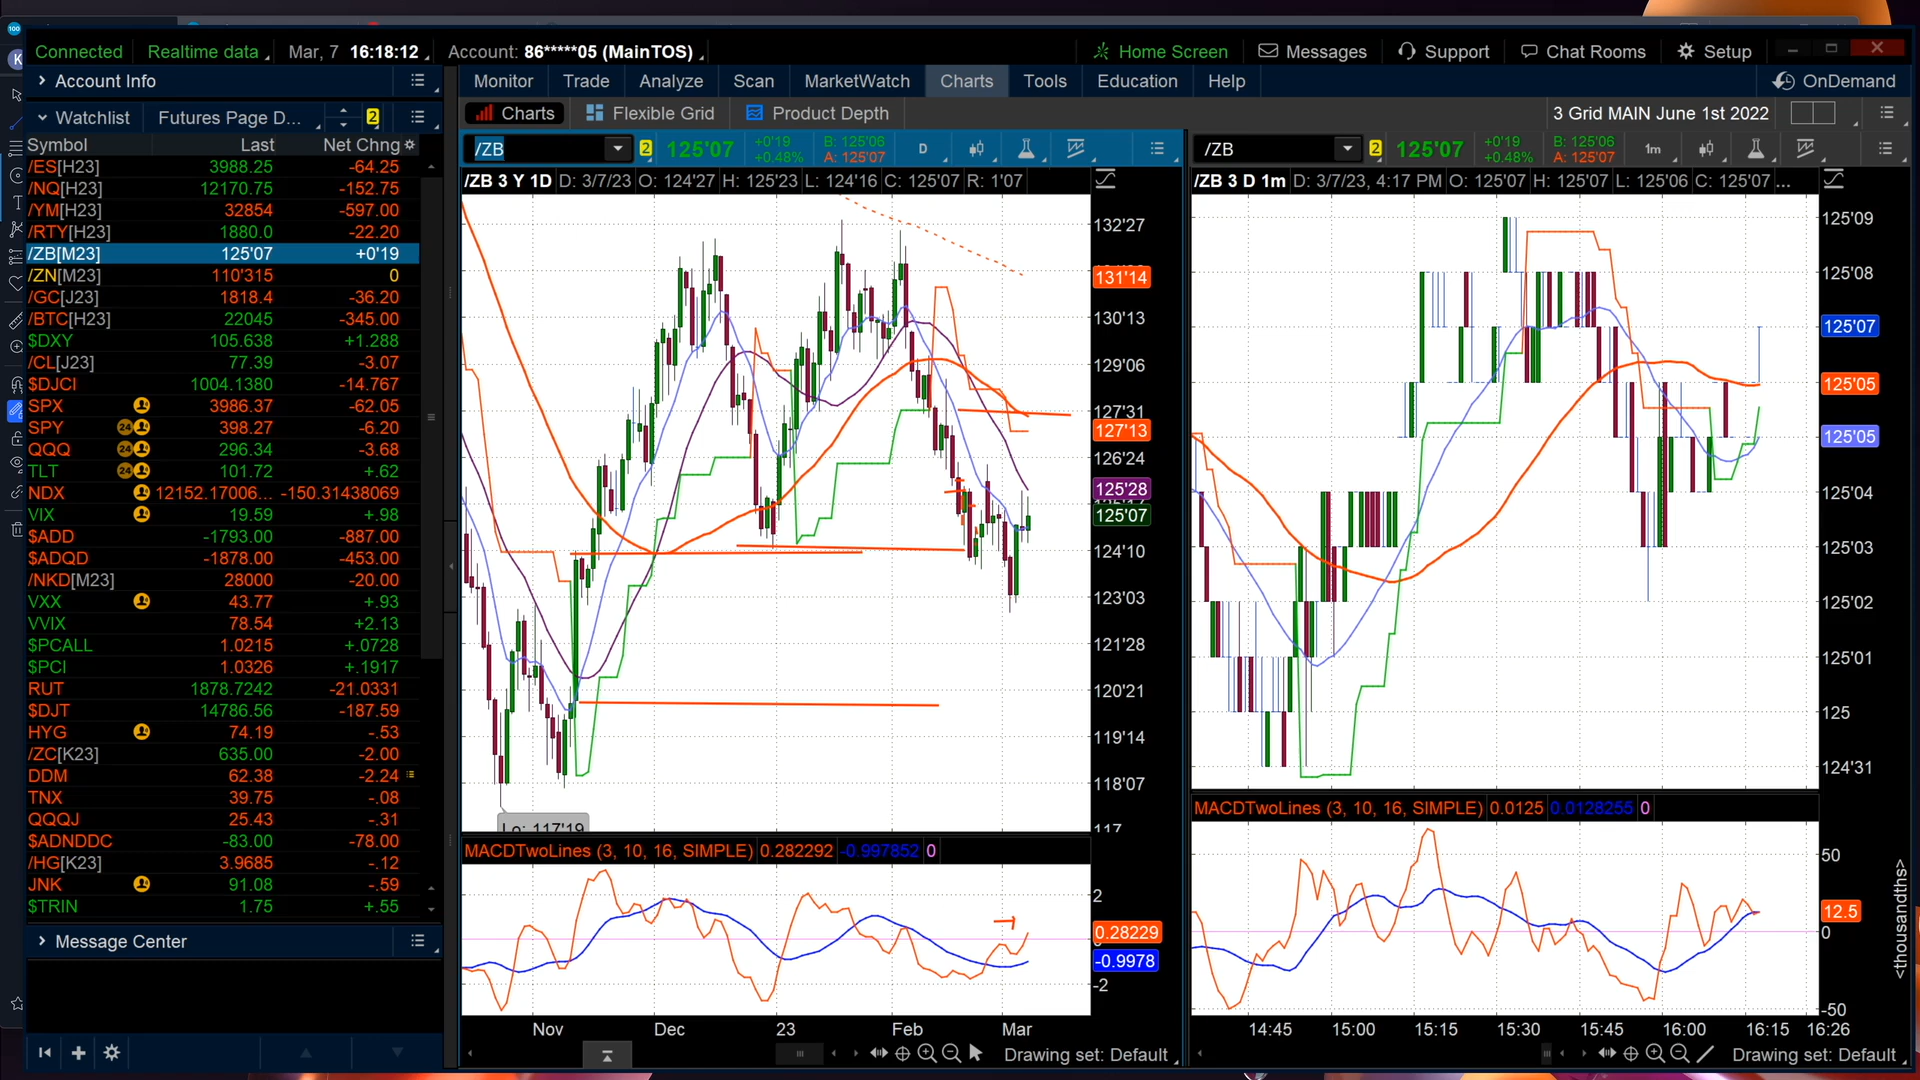 Connected Realtime data Mar, 7 16:18:12 Account: 86*****05 (MainTOS) Home Screen Messages Support Chat Rooms Setup
Account Info
Monitor Trade Analyze Scan MarketWatch Charts Tools Education Help OnDemand
Watchlist Futures Page D... 2
Charts Flexible Grid Product Depth 3 Grid MAIN June 1st 2022
Symbol Last Net Chng
/ES[H23] 3988.25 -64.25
/NQ[H23] 12170.75 -152.75
/YM[H23] 32854 -597.00
/RTY[H23] 1880.0 -22.20
/ZB[M23] 125'07 +0'19
/ZN[M23] 110'315 0
/GC[J23] 1818.4 -36.20
/BTC[H23] 22045 -345.00
$DXY 105.638 +1.288
/CL[J23] 77.39 -3.07
$DJCI 1004.1380 -14.767
SPX 3986.37 -62.05
SPY 24 398.27 -6.20
QQQ 24 296.34 -3.68
TLT 24 101.72 +.62
NDX 12152.17006... -150.31438069
VIX 19.59 +.98
$ADD -1793.00 -887.00
$ADQD -1878.00 -453.00
/NKD[M23] 28000 -20.00
VXX 43.77 +.93
VVIX 78.54 +2.13
$PCALL 1.0215 +.0728
$PCI 1.0326 +.1917
RUT 1878.7242 -21.0331
$DJT 14786.56 -187.59
HYG 74.19 -.53
/ZC[K23] 635.00 -2.00
DDM 62.38 -2.24
TNX 39.75 -.08
QQQJ 25.43 -.31
$ADNDDC -83.00 -78.00
/HG[K23] 3.9685 -.12
JNK 91.08 -.59
$TRIN 1.75 +.55
Message Center
/ZB 2 125'07 +0'19 +0.48% B: 125'06 A: 125'07 D
/ZB 3 Y 1D D: 3/7/23 O: 124'27 H: 125'23 L: 124'16 C: 125'07 R: 1'07
132'27
131'14
130'13
129'06
127'31
127'13
126'24
125'28
125'07
124'10
123'03
121'28
120'21
119'14
118'07
117
Lo: 117'19
MACDTwoLines (3, 10, 16, SIMPLE) 0.282292 -0.997852 0
2
0.28229
-0.9978
-2
Nov Dec 23 Feb Mar
Drawing set: Default
/ZB 2 125'07 +0'19 +0.48% B: 125'06 A: 125'07 1m
/ZB 3 D 1m D: 3/7/23, 4:17 PM O: 125'07 H: 125'07 L: 125'06 C: 125'07 ...
125'09
125'08
125'07
125'05
125'05
125'04
125'03
125'02
125'01
125
124'31
MACDTwoLines (3, 10, 16, SIMPLE) 0.0125 0.0128255 0
50
12.5
0
-50
<thousandths>
14:45 15:00 15:15 15:30 15:45 16:00 16:15 16:26
Drawing set: Default